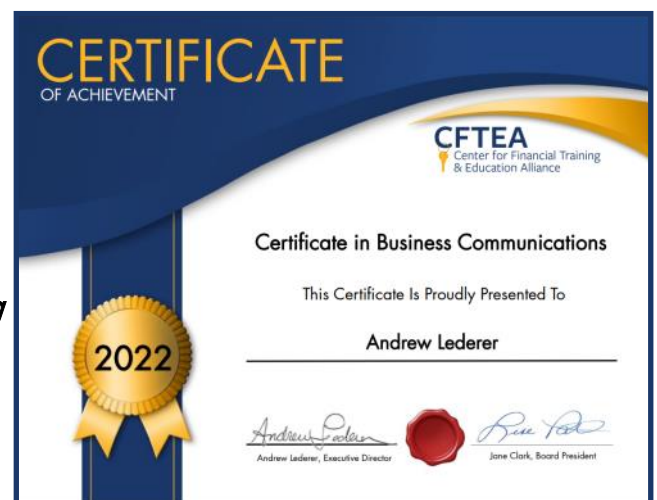 CERTIFICATE
OF ACHIEVEMENT
CFTEA
Center for Financial Training
& Education Alliance
Certificate in Business Communications
This Certificate Is Proudly Presented To
Andrew Lederer
2022
Andrew Lederer, Executive Director
Jane Clark, Board President